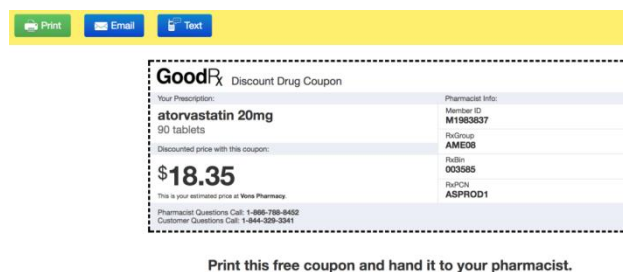 Print
Email
Text
GoodRx Discount Drug Coupon
Your Prescription:
Pharmacist Info:
atorvastatin 20mg
90 tablets
Member ID
M1983837
RxGroup
AME08
Discounted price with this coupon:
RxBin
003585
$18.35
RxPCN
ASPROD1
This is your estimated price at Vons Pharmacy.
Pharmacist Questions Call: 1-866-788-8452
Customer Questions Call: 1-844-329-3341
Print this free coupon and hand it to your pharmacist.